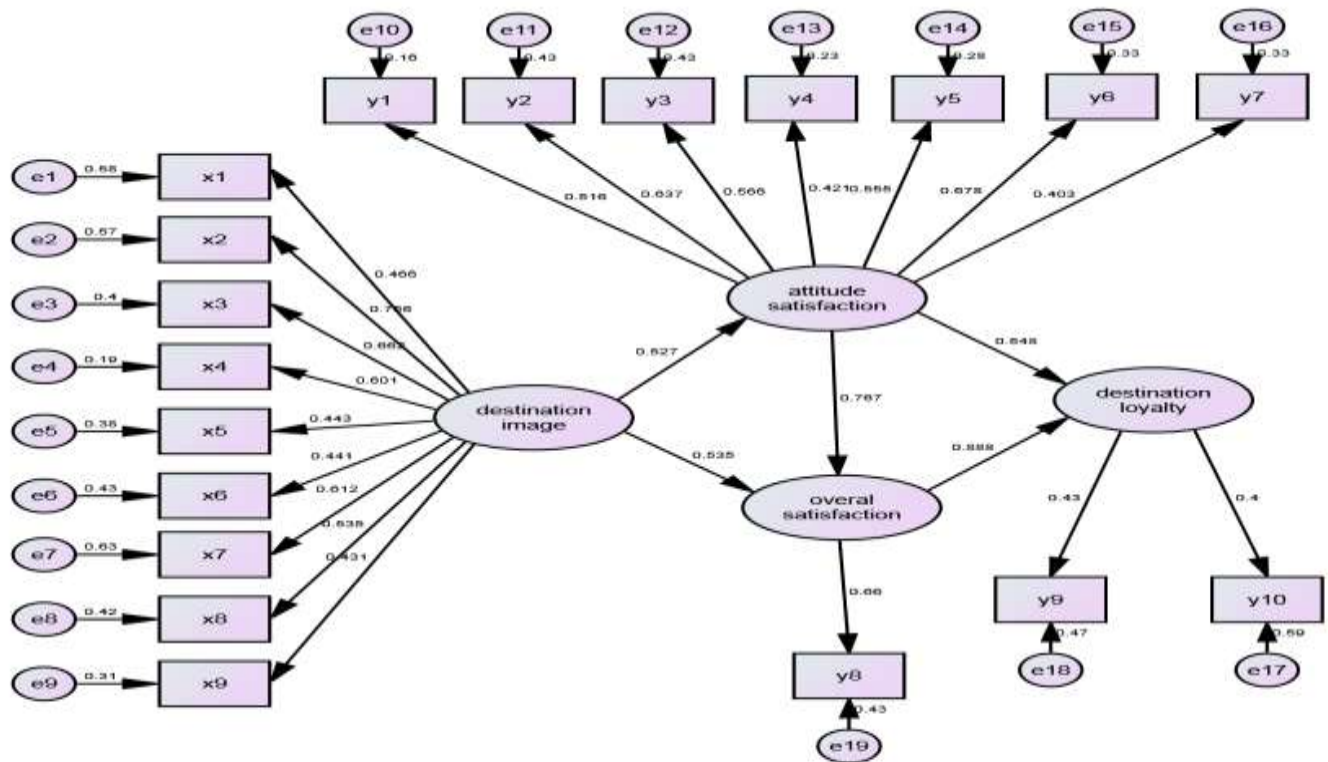 e10 e11 e12 e13 e14 e15 e16
0.16 0.43 0.43 0.23 0.28 0.33 0.33
y1 y2 y3 y4 y5 y6 y7
e1 0.58 x1
0.516 0.637 0.566 0.421 0.555 0.678 0.403
e2 0.57 x2
0.466
e3 0.4 x3
attitude
satisfaction
e4 0.19 x4
0.601
0.527
0.548
e5 0.38 x5
0.443
destination
image
0.767
destination
loyalty
e6 0.43 x6
0.441
0.535
0.588
0.612
overal
satisfaction
0.43
0.4
e7 0.63 x7
0.431
0.66
y9 y10
e8 0.42 x8
0.47 0.59
e9 0.31 x9
y8
e18 e17
0.43
e19